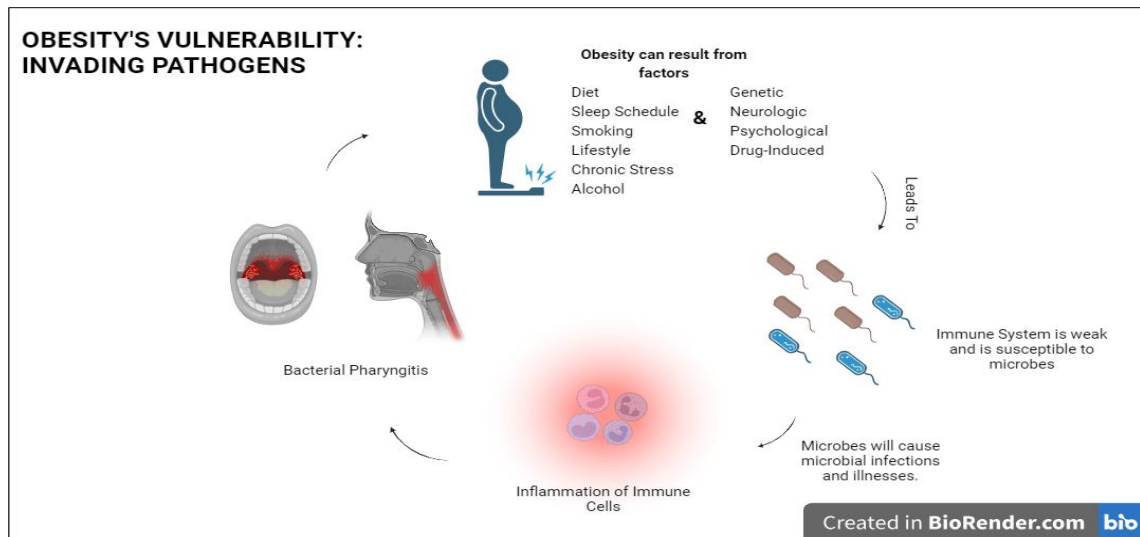 OBESITY'S VULNERABILITY:
INVADING PATHOGENS
Obesity can result from
factors
Diet
Sleep Schedule
Smoking
Lifestyle
Chronic Stress
Alcohol
&
Genetic
Neurologic
Psychological
Drug-Induced
Leads To
Immune System is weak
and is susceptible to
microbes
Microbes will cause
microbial infections
and illnesses.
Inflammation of Immune
Cells
Bacterial Pharyngitis
Created in BioRender.com bio